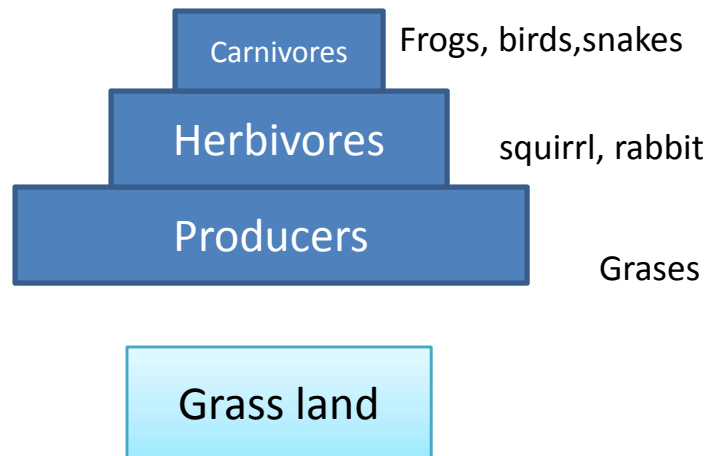 Carnivores
Frogs, birds,snakes
Herbivores
squirrl, rabbit
Producers
Grases
Grass land